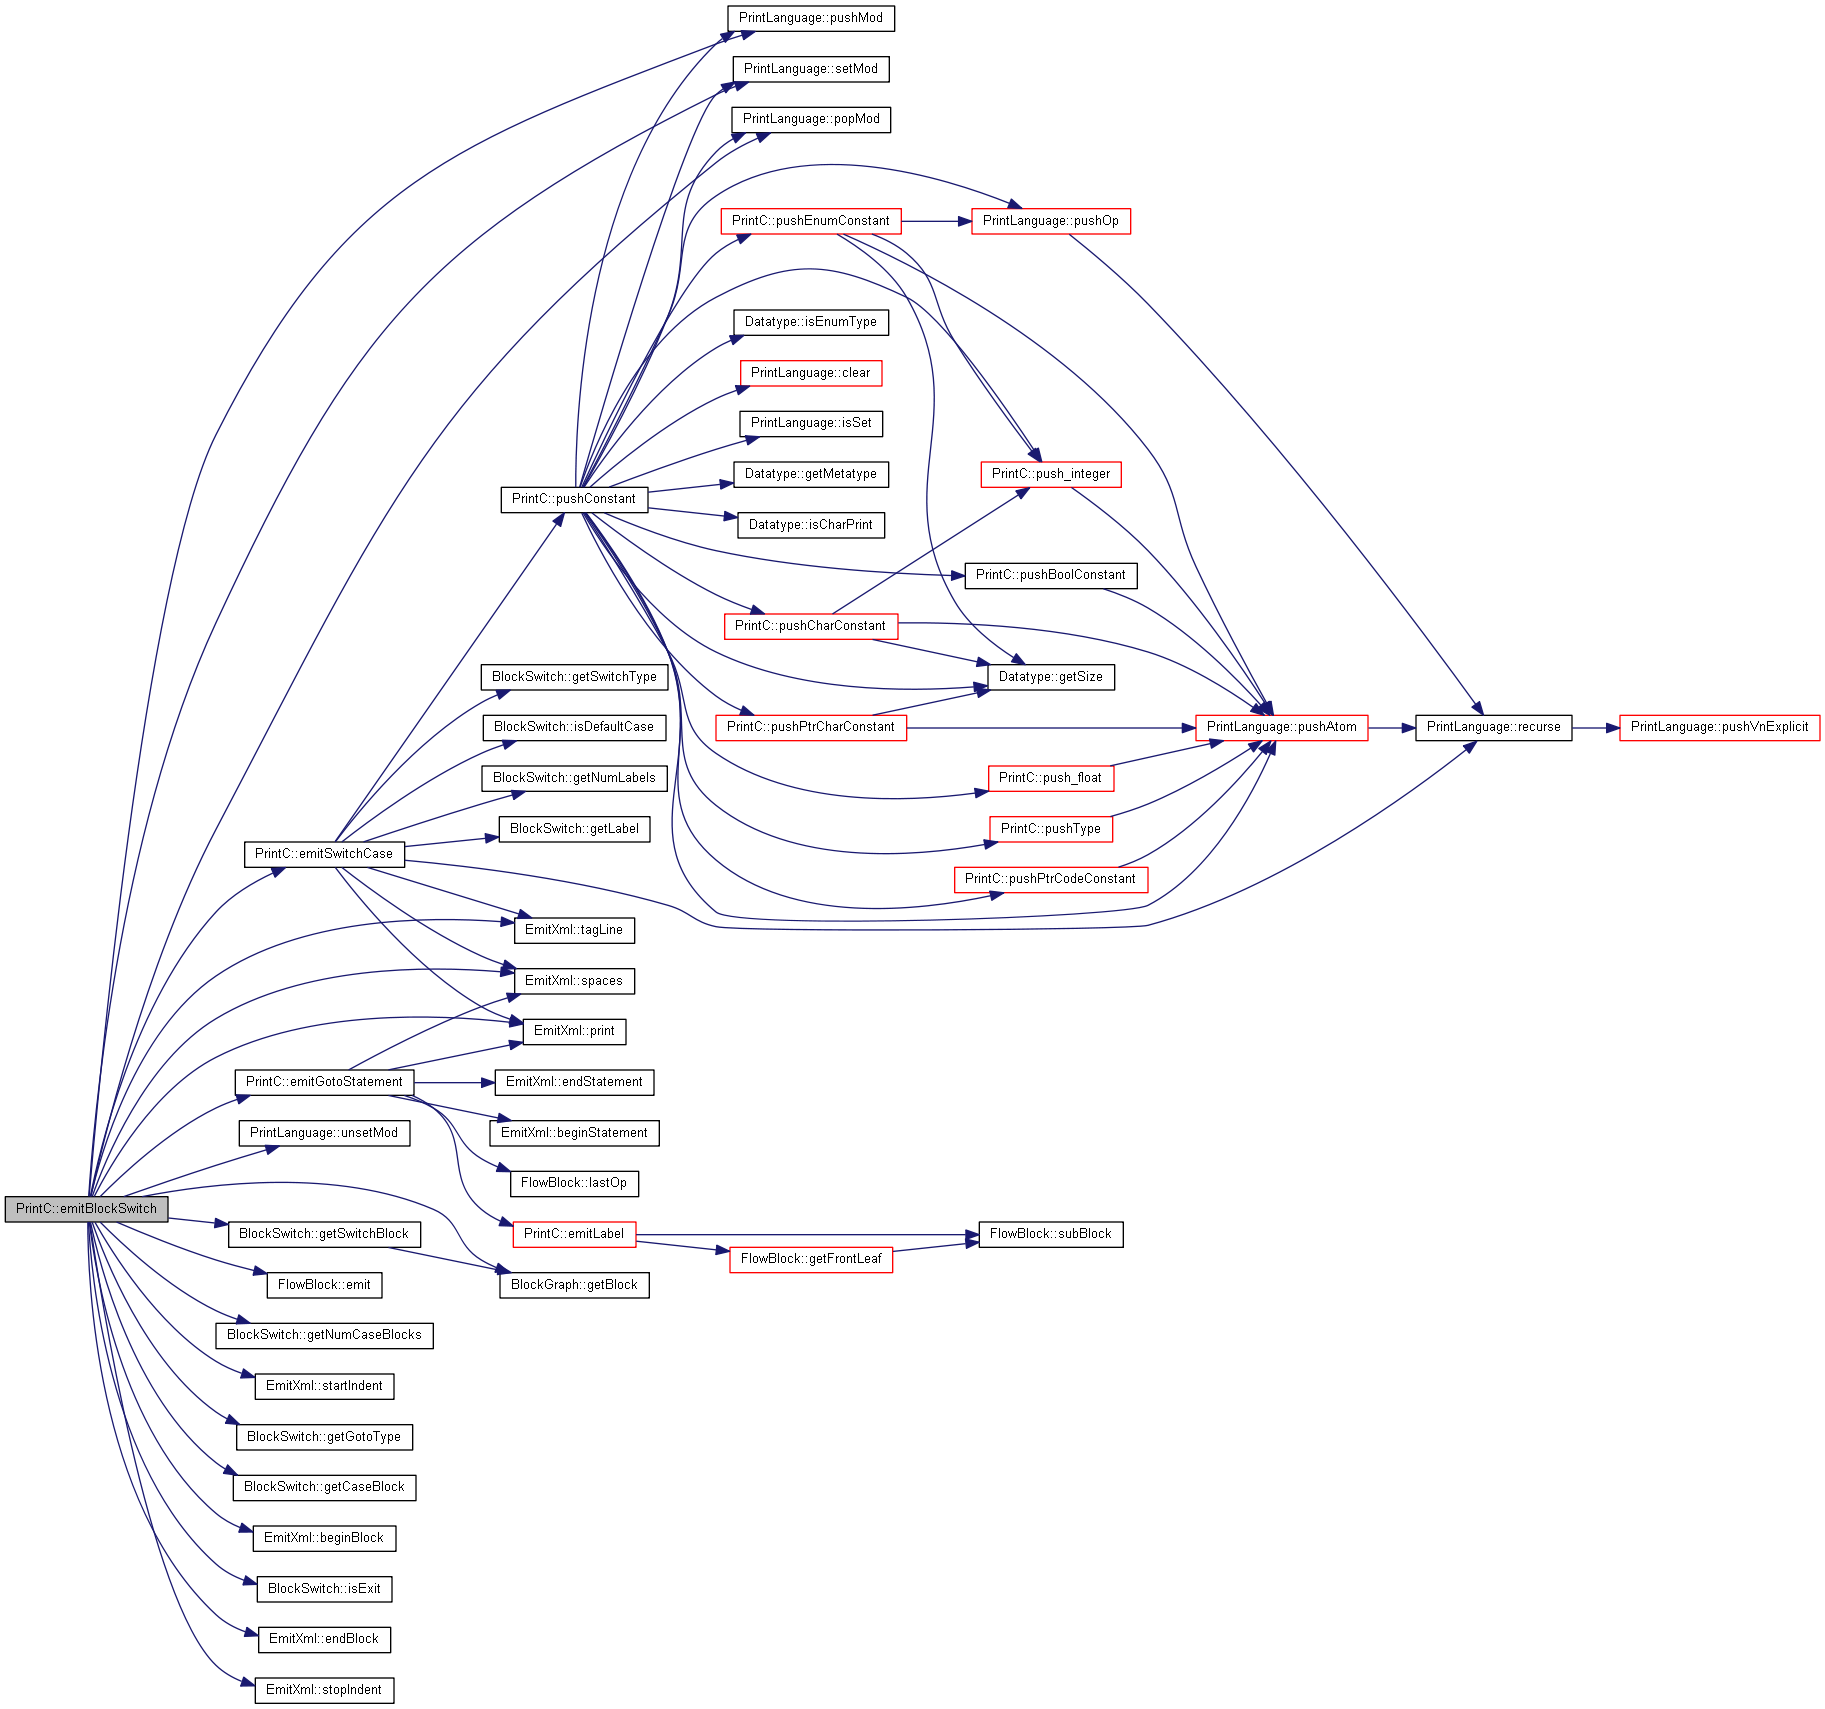 PrintLanguage::pushMod
PrintLanguage::setMod
PrintLanguage::popMod
PrintC::pushEnumConstant
PrintLanguage::pushOp
Datatype::isEnumType
PrintLanguage::clear
PrintLanguage::isSet
Datatype::getMetatype
PrintC::push_integer
PrintC::pushConstant
Datatype::isCharPrint
PrintC::pushBoolConstant
PrintC::pushCharConstant
BlockSwitch::getSwitchType
Datatype::getSize
BlockSwitch::isDefaultCase
PrintC::pushPtrCharConstant
PrintLanguage::pushAtom
PrintLanguage::recurse
PrintLanguage::pushVnExplicit
BlockSwitch::getNumLabels
PrintC::push_float
BlockSwitch::getLabel
PrintC::pushType
PrintC::emitSwitchCase
PrintC::pushPtrCodeConstant
EmitXml::tagLine
EmitXml::spaces
EmitXml::print
PrintC::emitGotoStatement
EmitXml::endStatement
PrintLanguage::unsetMod
EmitXml::beginStatement
FlowBlock::lastOp
PrintC::emitBlockSwitch
BlockSwitch::getSwitchBlock
PrintC::emitLabel
FlowBlock::subBlock
FlowBlock::getFrontLeaf
FlowBlock::emit
BlockGraph::getBlock
BlockSwitch::getNumCaseBlocks
EmitXml::startIndent
BlockSwitch::getGotoType
BlockSwitch::getCaseBlock
EmitXml::beginBlock
BlockSwitch::isExit
EmitXml::endBlock
EmitXml::stopIndent